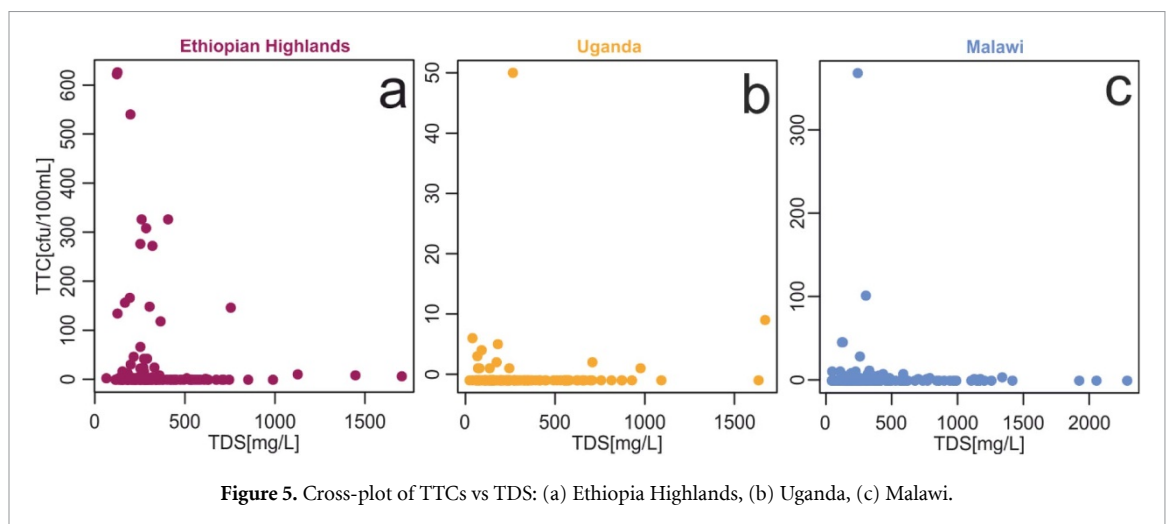 Ethiopian Highlands
Uganda
Malawi
a
b
c
TTC[cfu/100mL]
600
500
400
300
200
100
0
50
40
30
20
10
0
300
200
100
0
0 500 1000 1500
0 500 1000 1500
0 500 1000 1500 2000
TDS[mg/L]
TDS[mg/L]
TDS[mg/L]
Figure 5. Cross-plot of TTCs vs TDS: (a) Ethiopia Highlands, (b) Uganda, (c) Malawi.